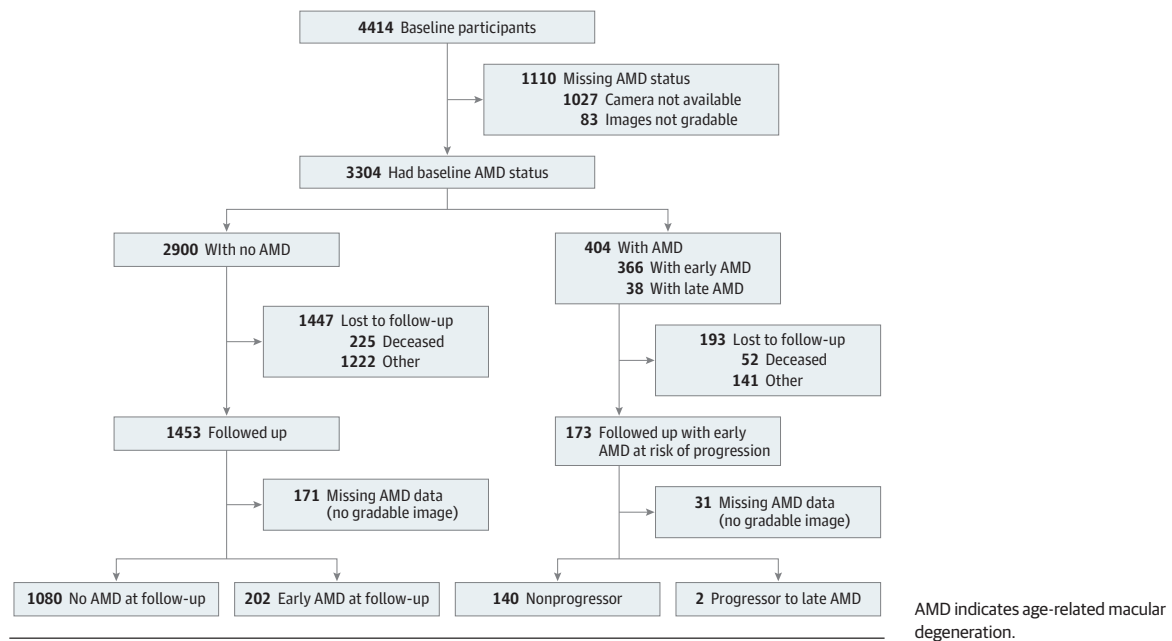 4414 Baseline participants
1110 Missing AMD status
1027 Camera not available
83 Images not gradable
3304 Had baseline AMD status
2900 WIth no AMD
404 With AMD
366 With early AMD
38 With late AMD
1447 Lost to follow-up
225 Deceased
1222 Other
193 Lost to follow-up
52 Deceased
141 Other
1453 Followed up
173 Followed up with early
AMD at risk of progression
171 Missing AMD data
(no gradable image)
31 Missing AMD data
(no gradable image)
1080 No AMD at follow-up
202 Early AMD at follow-up
140 Nonprogressor
2 Progressor to late AMD
AMD indicates age-related macular
degeneration.